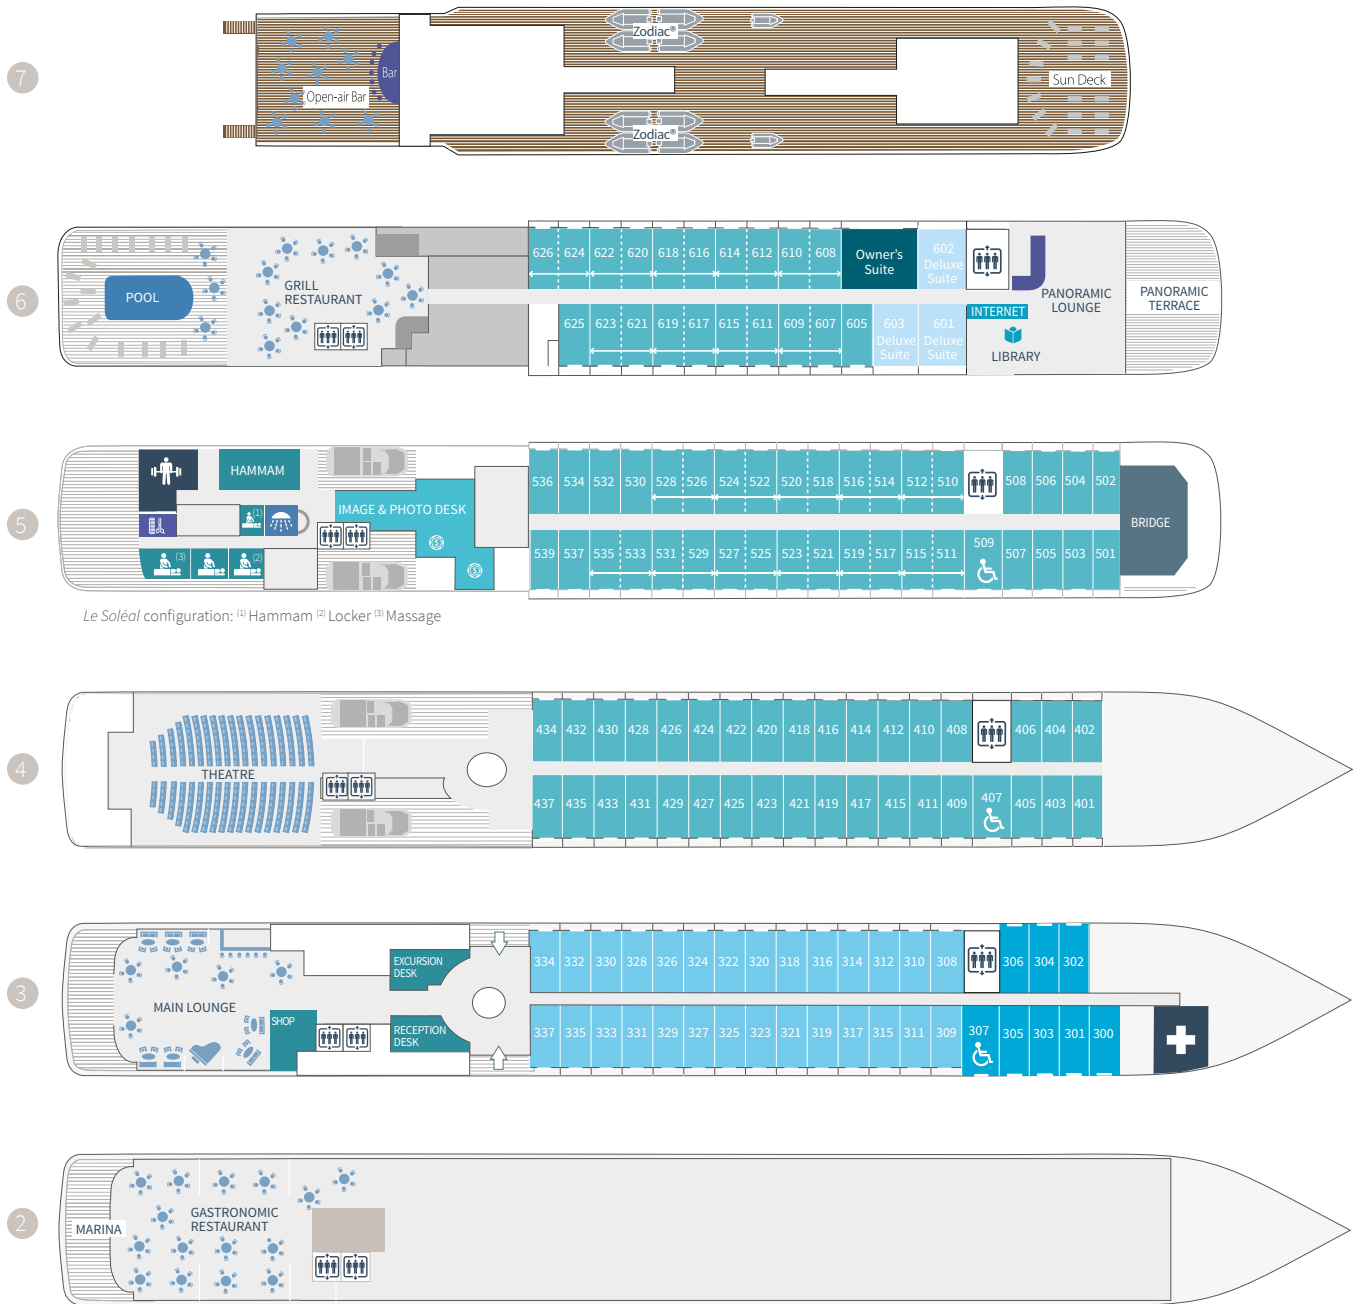 7
Zodiac®
Bar
Open-air Bar
Sun Deck
Zodiac®
6
626 624 622 620 618 616 614 612 610 608
Owner's
Suite
602
Deluxe
Suite
POOL
GRILL
RESTAURANT
PANORAMIC
LOUNGE
PANORAMIC
TERRACE
INTERNET
LIBRARY
625 623 621 619 617 615 611 609 607 605
603
Deluxe
Suite
601
Deluxe
Suite
5
HAMMAM
536 534 532 530 528 526 524 522 520 518 516 514 512 510 508 506 504 502
IMAGE & PHOTO DESK
(1)
BRIDGE
(3)
(2)
539 537 535 533 531 529 527 525 523 521 519 517 515 511 509 507 505 503 501
Le Soléal configuration: (1) Hammam (2) Locker (3) Massage
4
434 432 430 428 426 424 422 420 418 416 414 412 410 408 406 404 402
THEATRE
437 435 433 431 429 427 425 423 421 419 417 415 411 409 407 405 403 401
3
EXCURSION
DESK
334 332 330 328 326 324 322 320 318 316 314 312 310 308 306 304 302
MAIN LOUNGE
SHOP
RECEPTION
DESK
337 335 333 331 329 327 325 323 321 319 317 315 311 309 307 305 303 301 300
2
GASTRONOMIC
RESTAURANT
MARINA